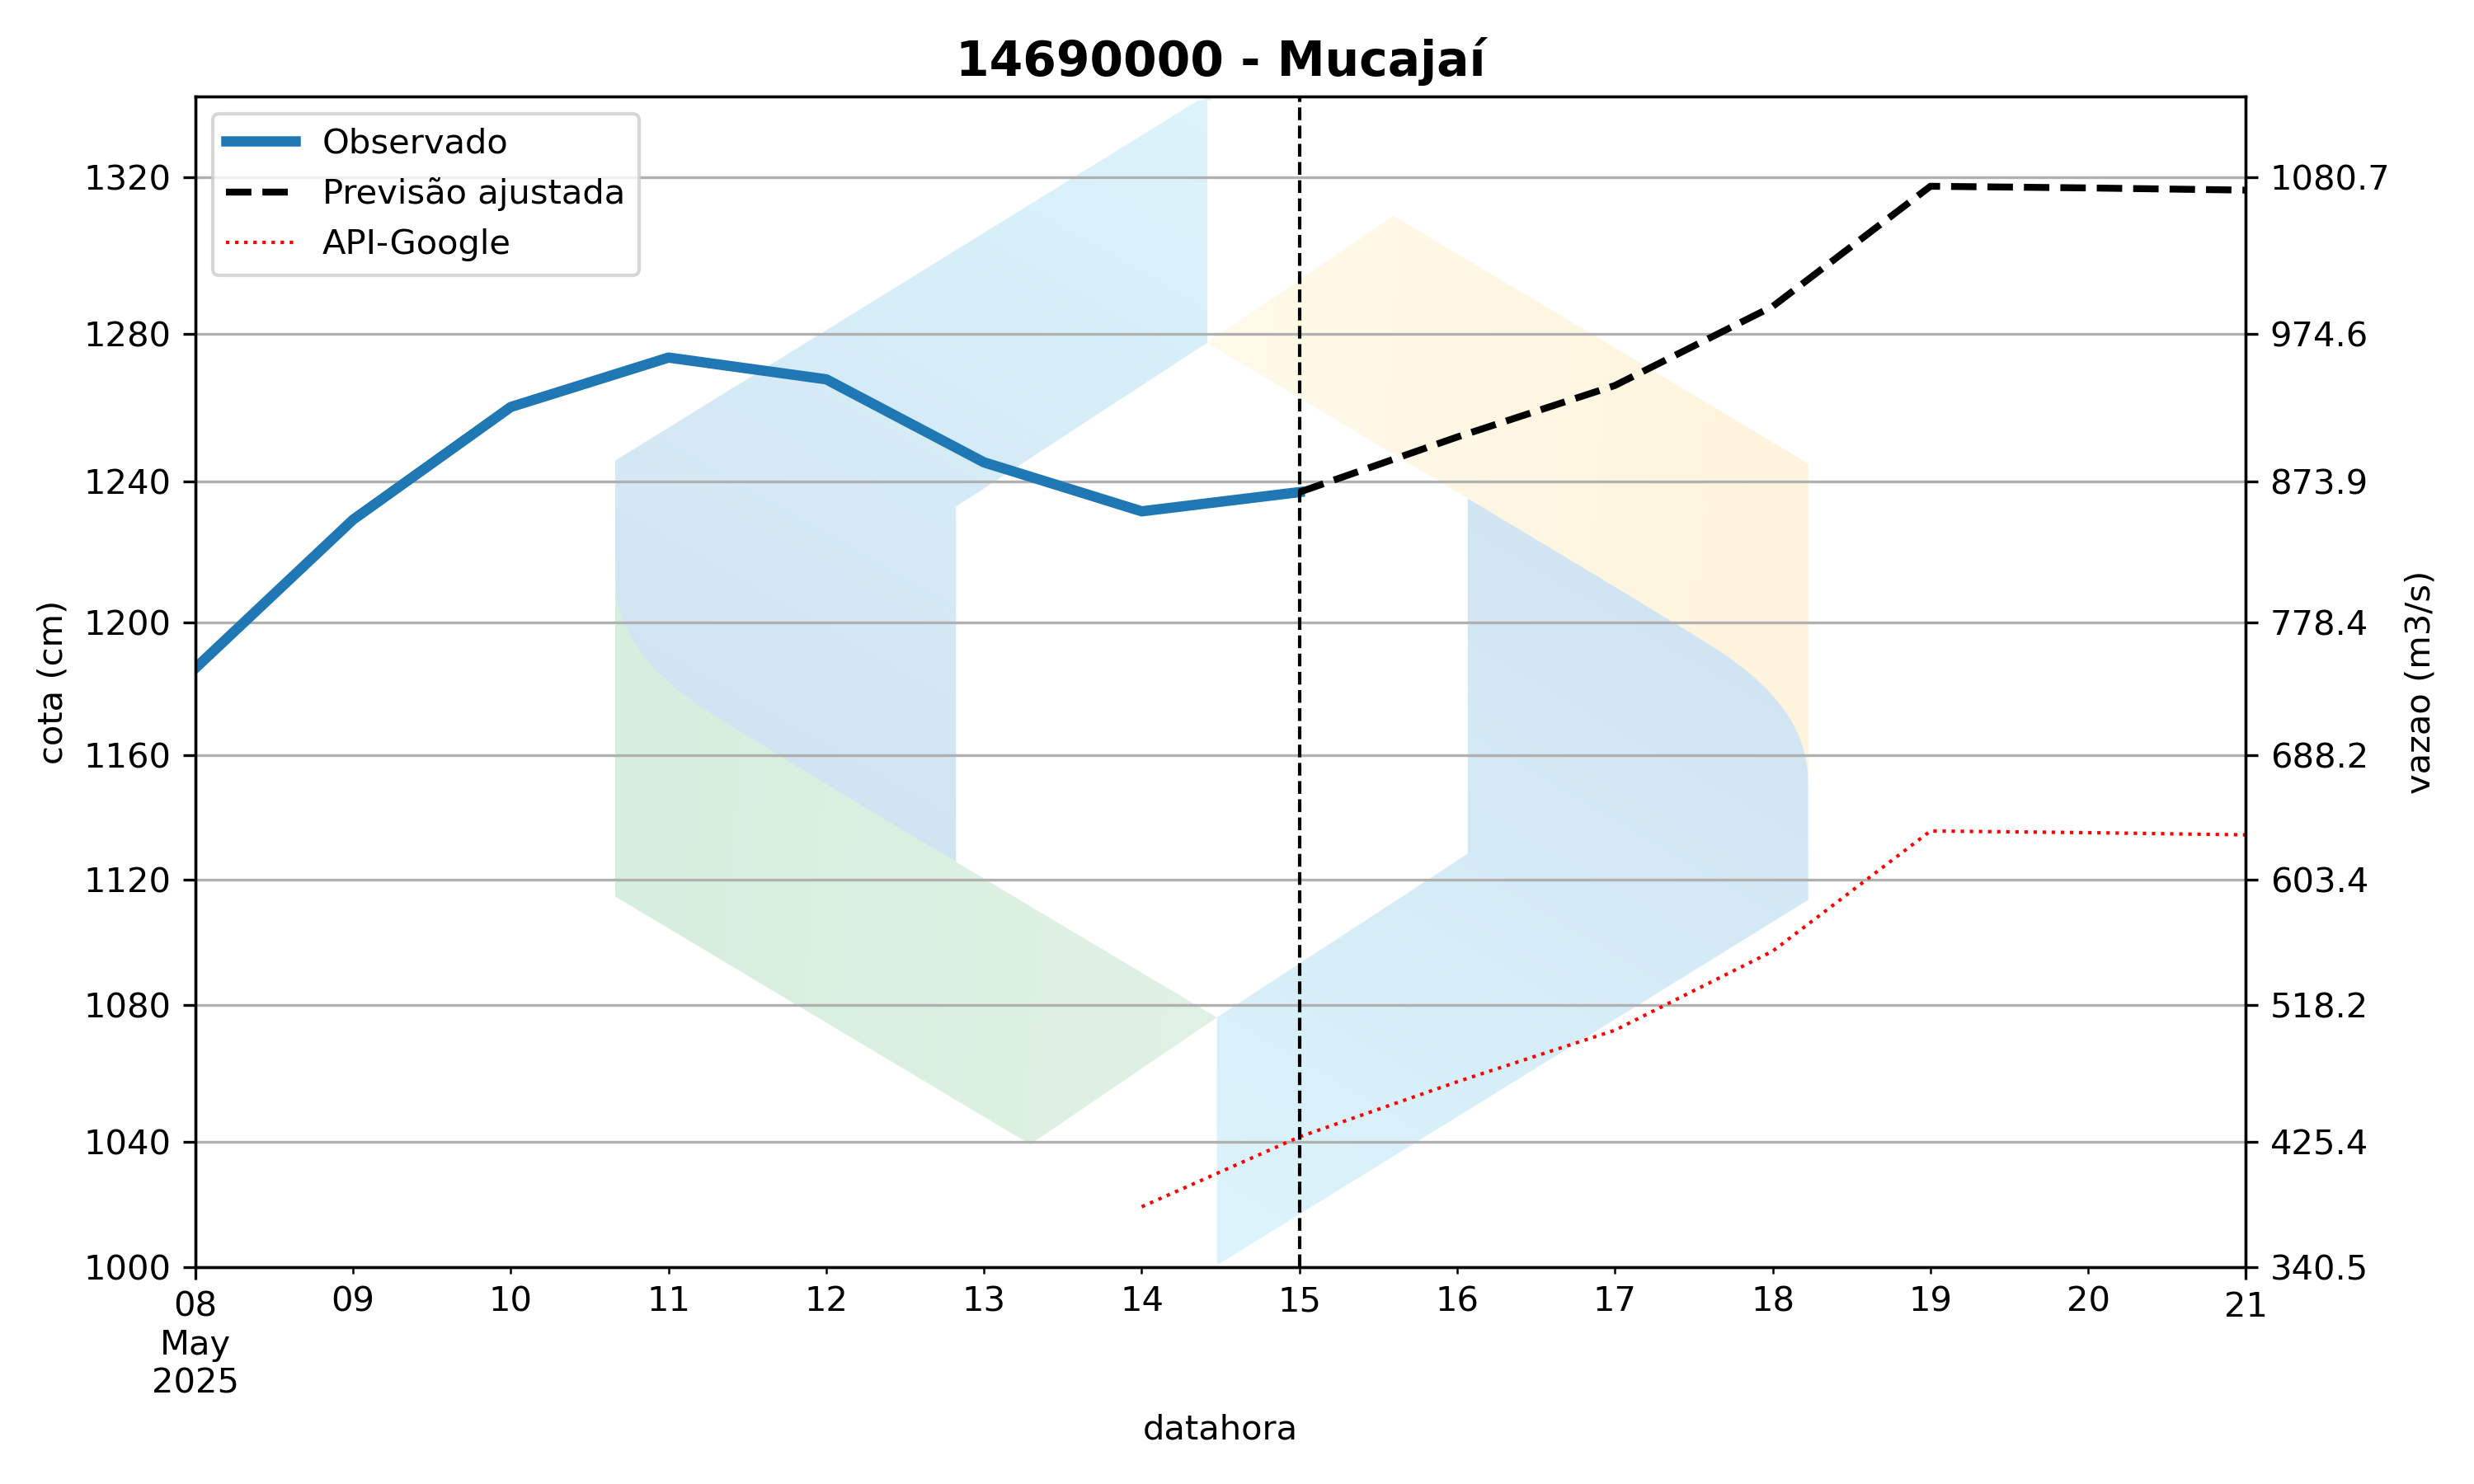 14690000 - Mucajaí
Observado
Previsão ajustada
API-Google
1320
1280
1240
1200
1160
1120
1080
1040
1000
cota (cm)
1080.7
974.6
873.9
778.4
688.2
603.4
518.2
425.4
340.5
vazao (m3/s)
08 09 10 11 12 13 14 15 16 17 18 19 20 21
May
2025
datahora